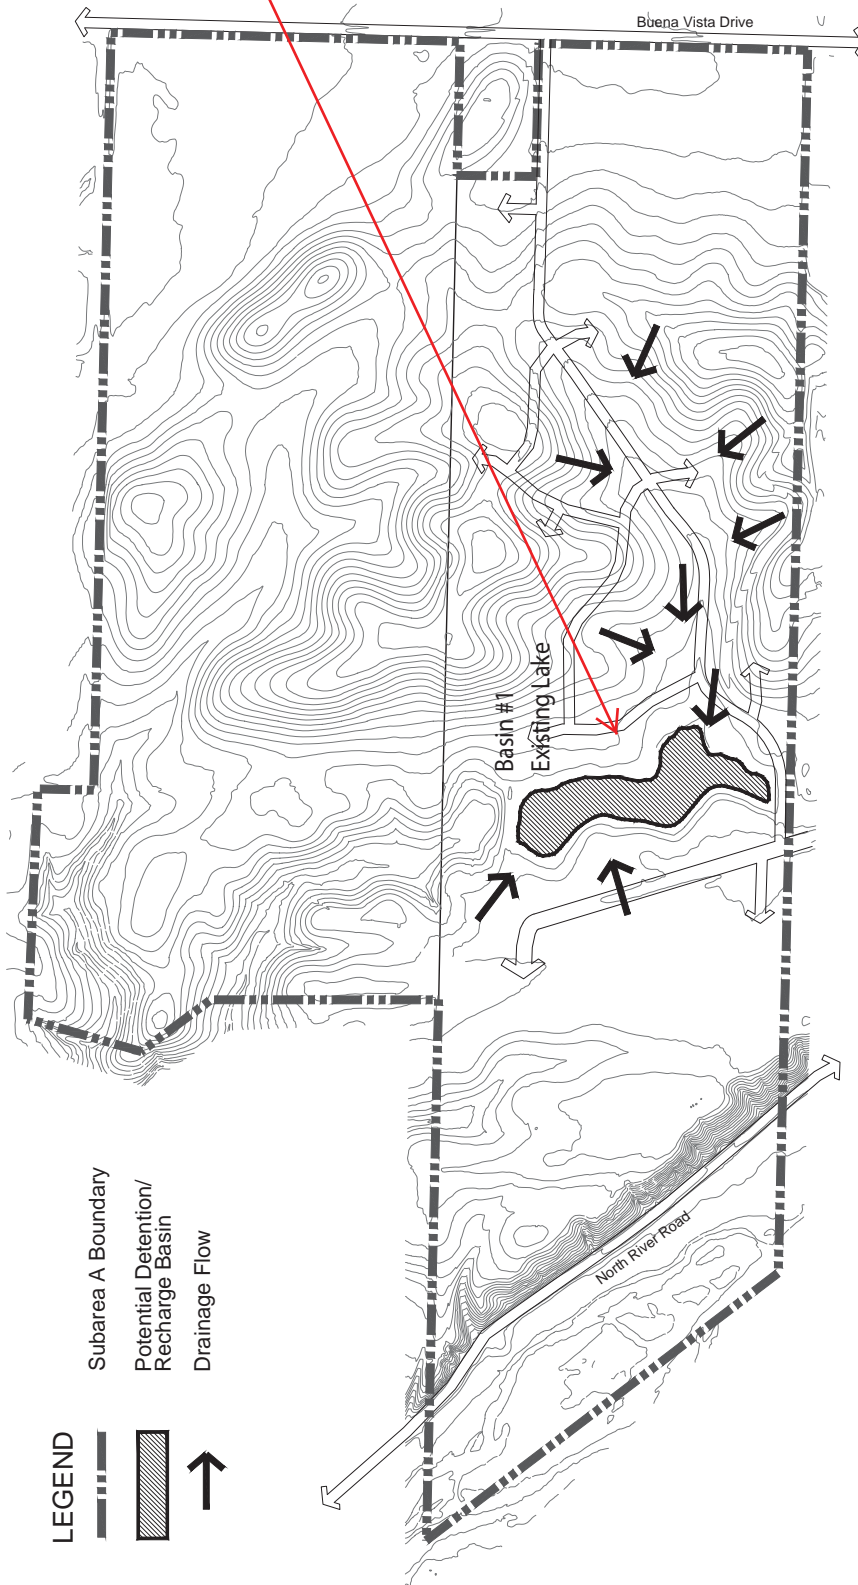 Buena Vista Drive
Basin #1
Existing Lake
North River Road
LEGEND
Subarea A Boundary
Potential Detention/
Recharge Basin
Drainage Flow